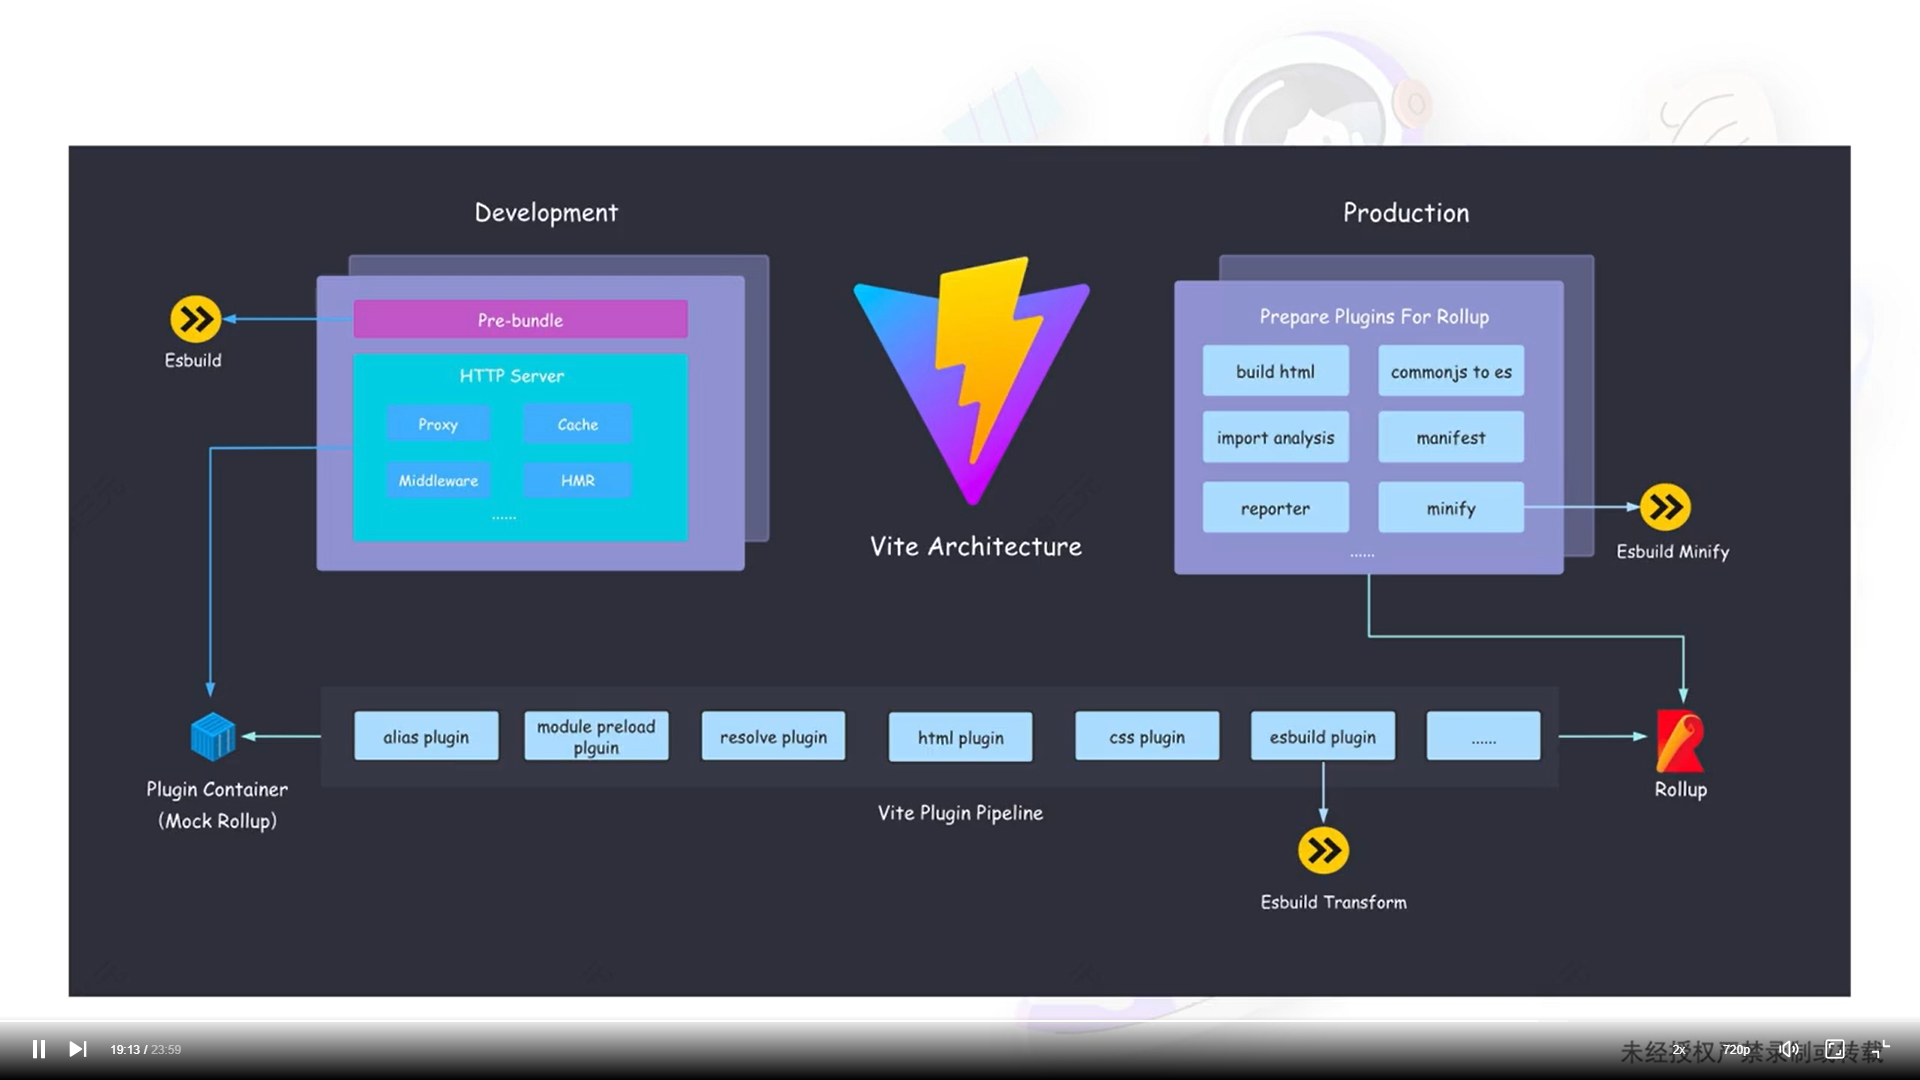 Development
Production
Pre-bundle
Esbuild
HTTP Server
Proxy
Cache
Middleware
HMR
......
Vite Architecture
Prepare Plugins For Rollup
build html
commonjs to es
import analysis
manifest
reporter
minify
......
Esbuild Minify
alias plugin
module preload
plguin
resolve plugin
html plugin
css plugin
esbuild plugin
......
Plugin Container
(Mock Rollup)
Vite Plugin Pipeline
Rollup
Esbuild Transform
19:13 / 23:59
2x
720p
未经授权严禁录制或转载